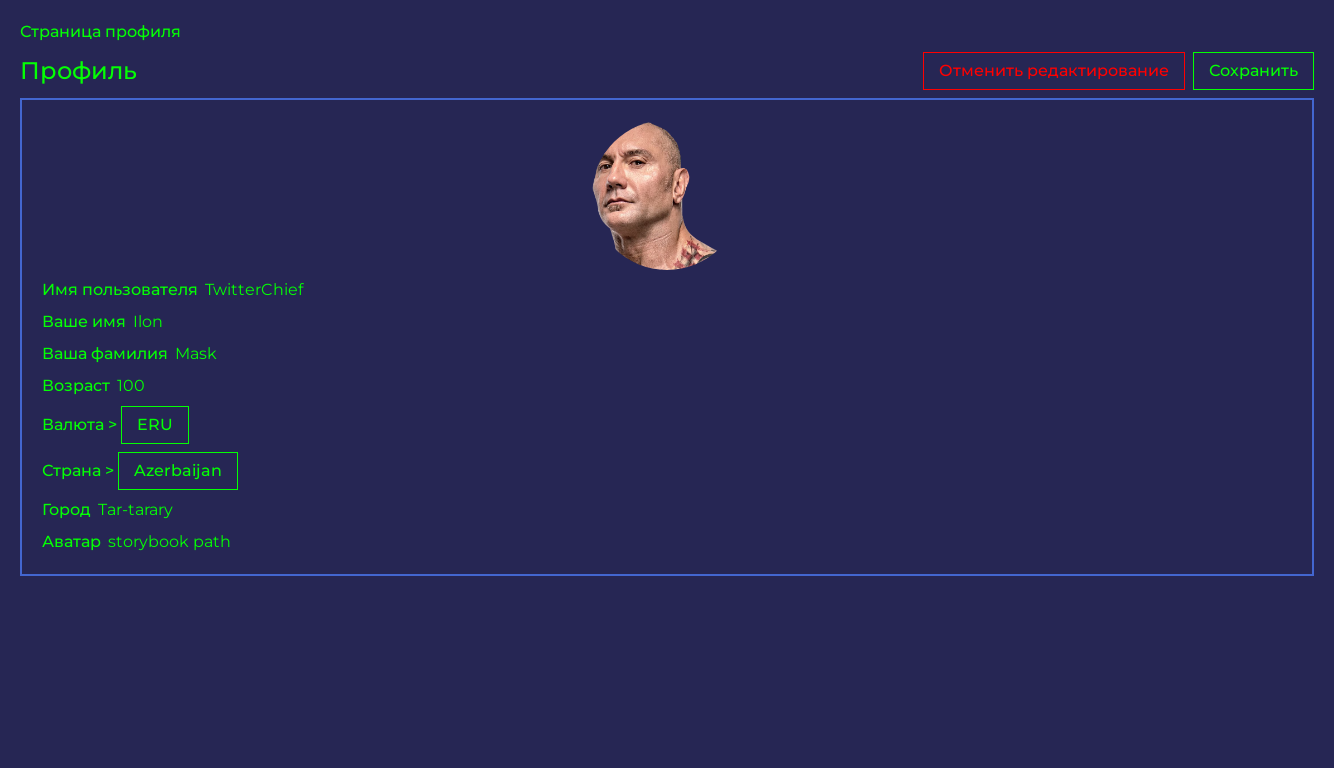 Страница профиля
Профиль Отменить редактирование Сохранить
Имя пользователя TwitterChief
Ваше имя Ilon
Ваша фамилия Mask
Возраст 100
Валюта > ERU
Страна > Azerbaijan
Город Tar-tarary
Аватар storybook path